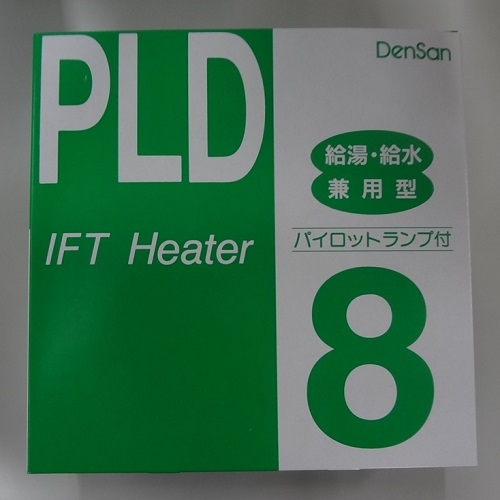 PLD
IFT Heater
DenSan
給湯・給水
兼用型
パイロットランプ付
8